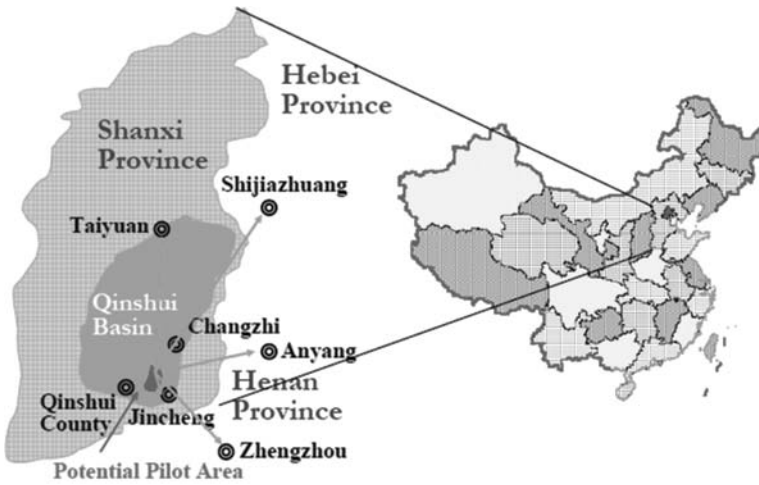 Hebei
Province
Shanxi
Province
Shijiazhuang
Taiyuan
Qinshui
Basin
Changzhi
Anyang
Henan
Province
Qinshui
County
Jincheng
Zhengzhou
Potential Pilot Area